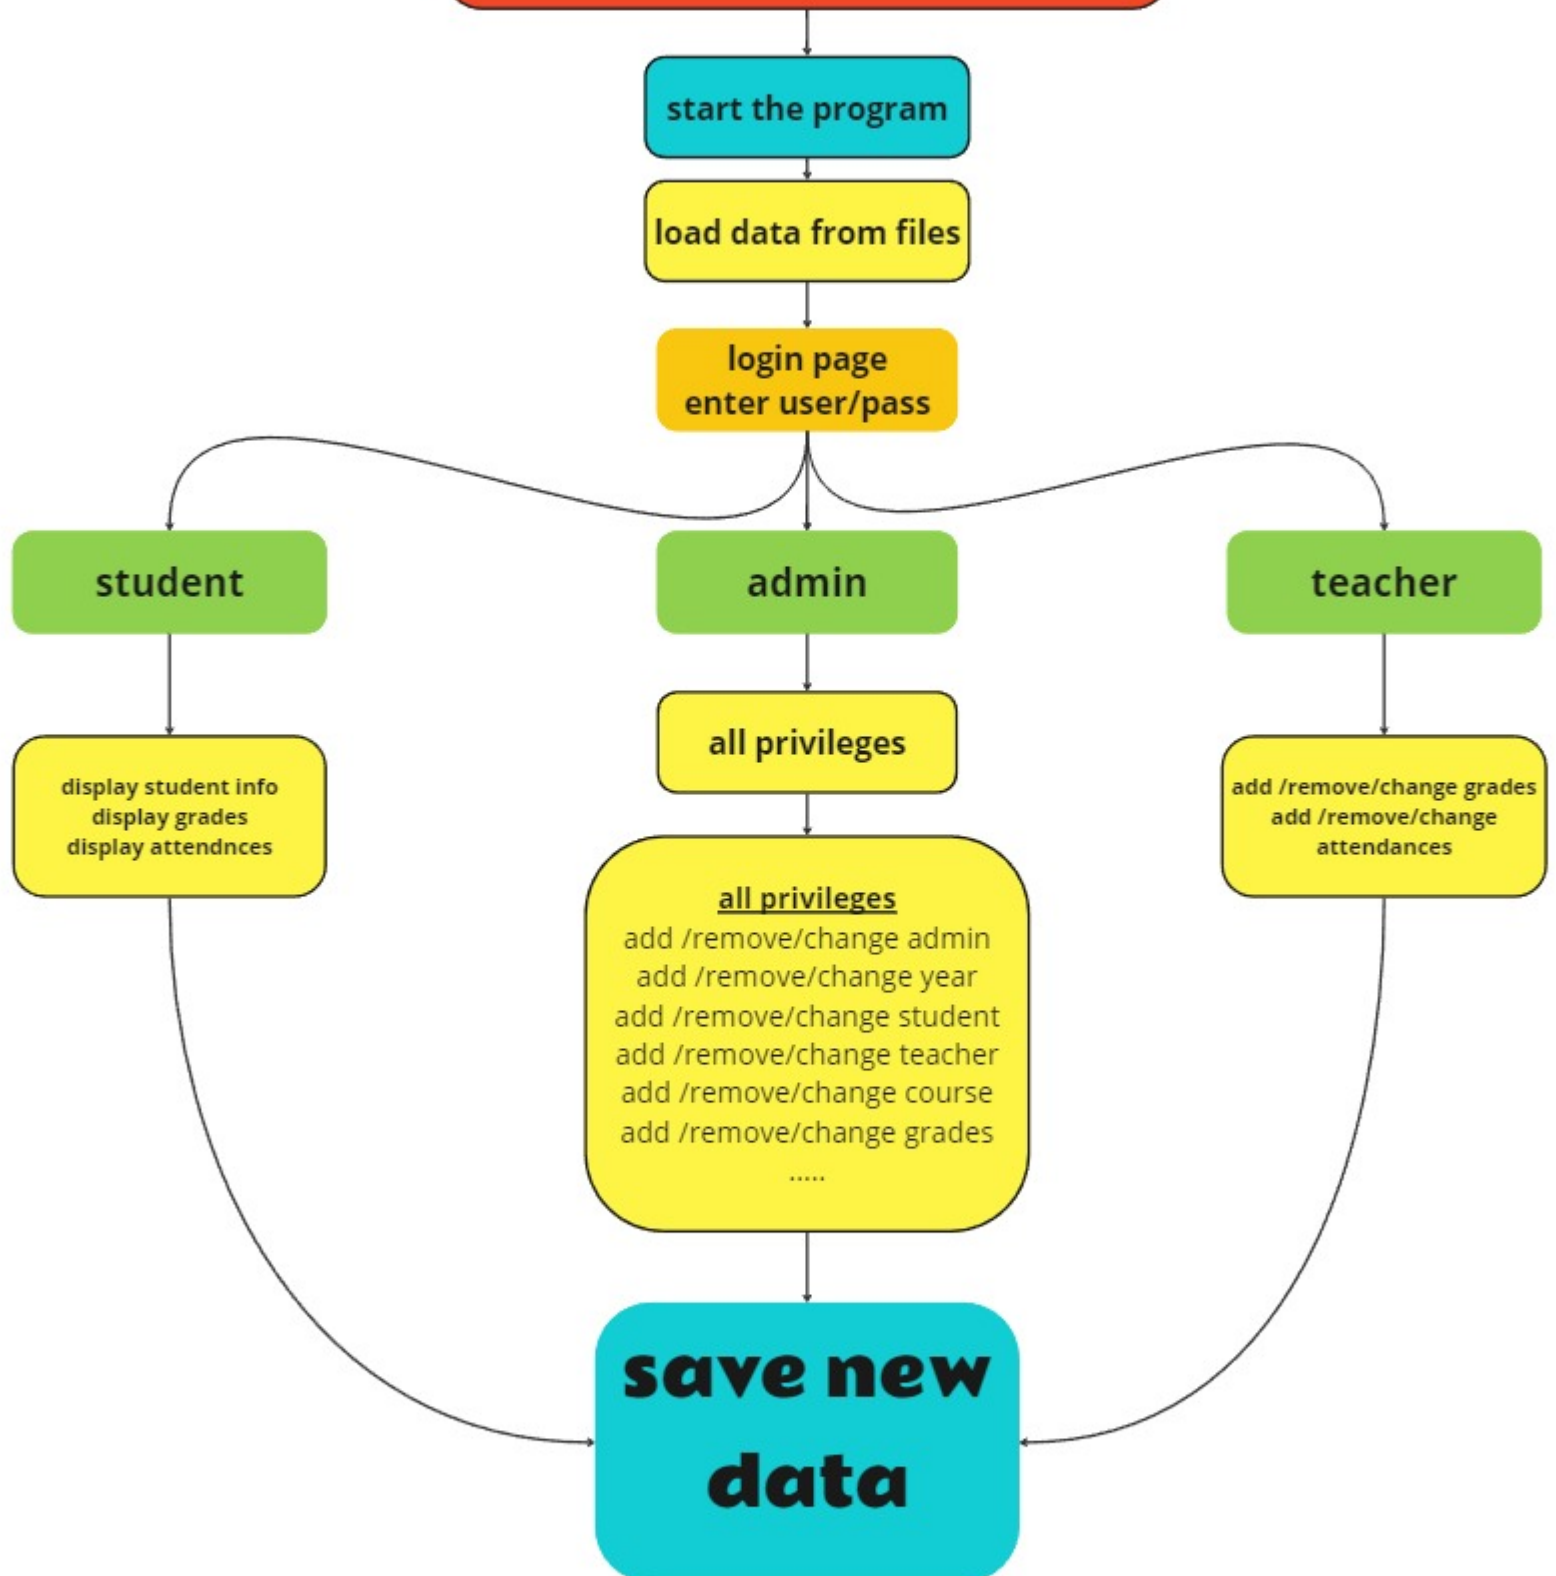 start the program
load data from files
login page
enter user/pass
student
admin
teacher
all privileges
display student info
display grades
display attendnces
add /remove/change grades
add /remove/change
attendances
all privileges
add /remove/change admin
add /remove/change year
add /remove/change student
add /remove/change teacher
add /remove/change course
add /remove/change grades
.....
save new
data